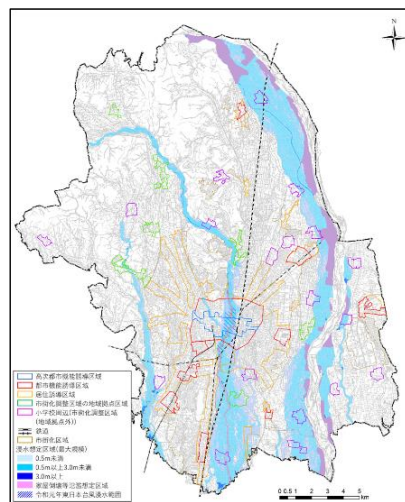 N
高次都市機能誘導区域
都市機能誘導区域
居住誘導区域
市街化調整区域の地域拠点区域
小学校周辺(市街化調整区域
(地域拠点外))
鉄道
市街化区域
浸水想定区域(最大規模)
0.5m未満
0.5m以上3.0m未満
3.0m以上
家屋倒壊等氾濫想定区域
令和元年東日本台風浸水範囲
0 0.5 1 2 3 4 5
km